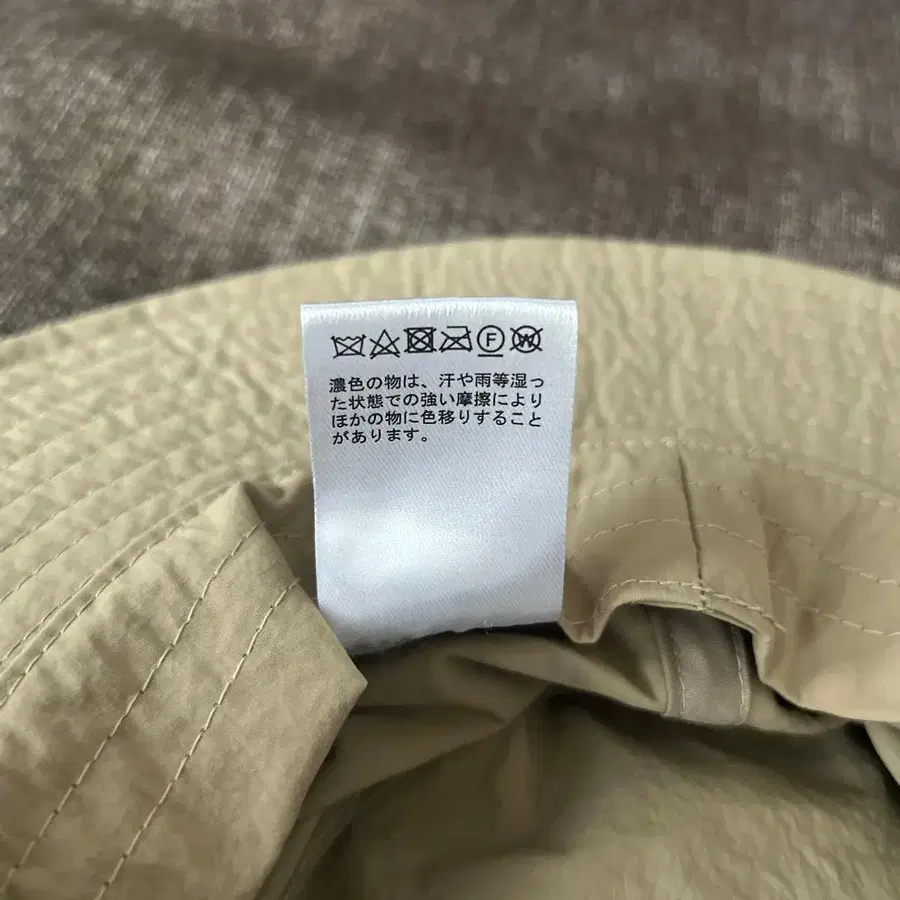 F W
濃色の物は、汗や雨等湿っ
た状態での強い摩擦により
ほかの物に色移りすること
があります。